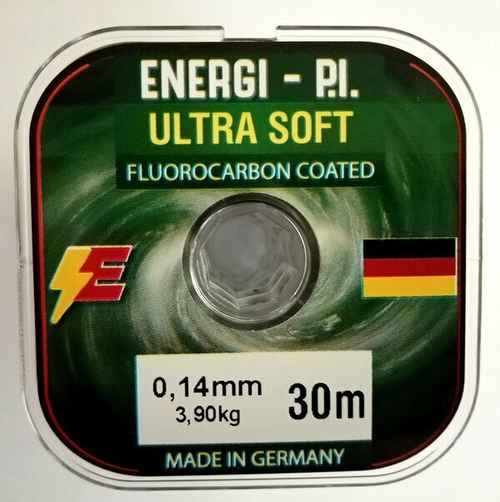 ENERGI - P.I.
ULTRA SOFT
FLUOROCARBON COATED
E
0,14mm
3,90kg
30m
MADE IN GERMANY